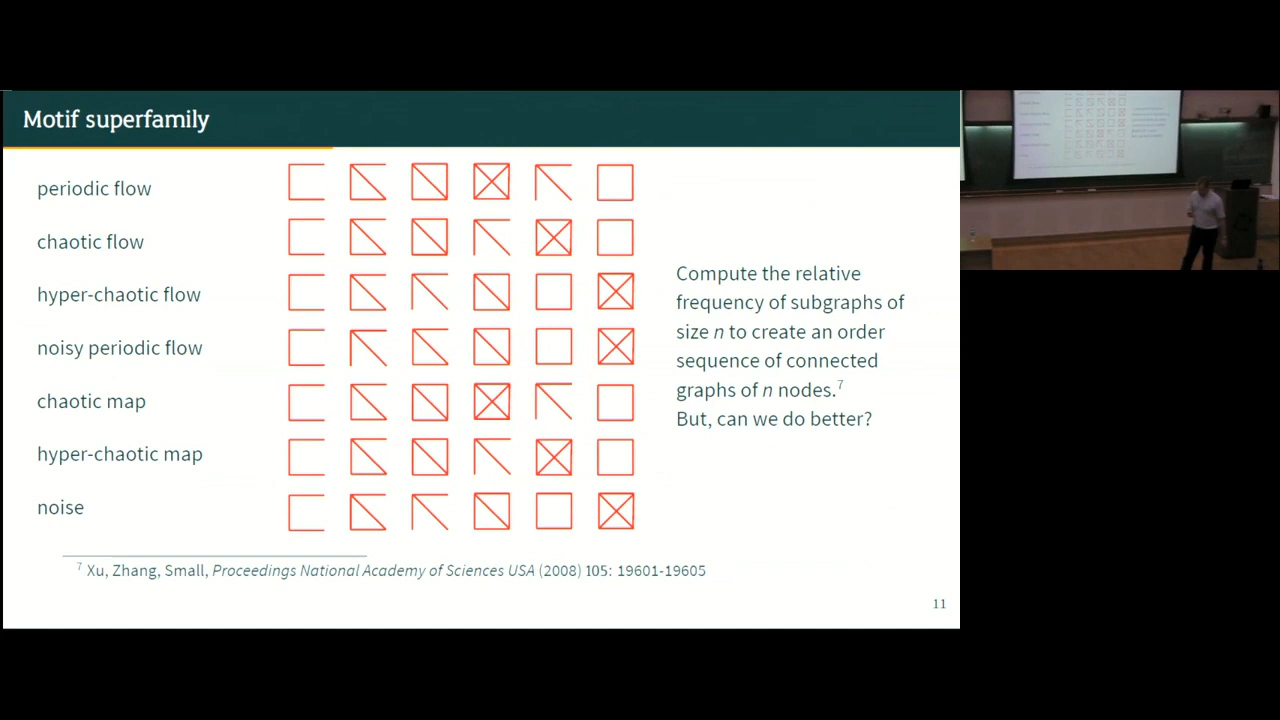 Motif superfamily
periodic flow
chaotic flow
hyper-chaotic flow
noisy periodic flow
chaotic map
hyper-chaotic map
noise
Compute the relative
frequency of subgraphs of
size n to create an order
sequence of connected
graphs of n nodes.⁷
But, can we do better?
⁷ Xu, Zhang, Small, Proceedings National Academy of Sciences USA (2008) 105: 19601-19605
11